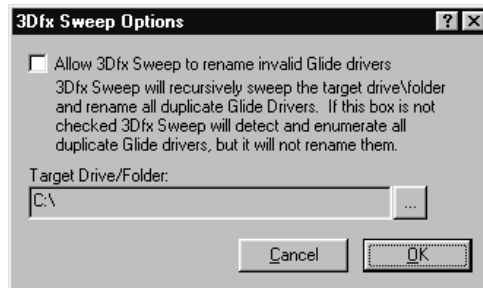 3Dfx Sweep Options
Allow 3Dfx Sweep to rename invalid Glide drivers
3Dfx Sweep will recursively sweep the target drive\folder
and rename all duplicate Glide Drivers. If this box is not
checked 3Dfx Sweep will detect and enumerate all
duplicate Glide drivers, but it will not rename them.
Target Drive/Folder:
C:\
...
Cancel OK